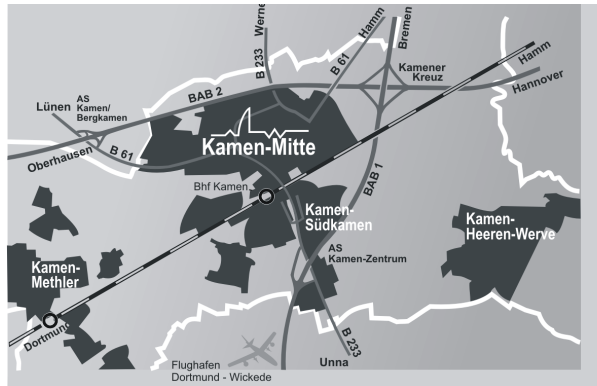 Werne
Hamm
Bremen
B 233
B 61
Kamener
Kreuz
Hamm
Hannover
BAB 2
AS
Kamen/
Bergkamen
Lünen
Oberhausen
B 61
Kamen-Mitte
BAB 1
Bhf Kamen
Kamen-
Südkamen
Kamen-
Heeren-Werve
AS
Kamen-Zentrum
Kamen-
Methler
Dortmund
B 233
Unna
Flughafen
Dortmund - Wickede